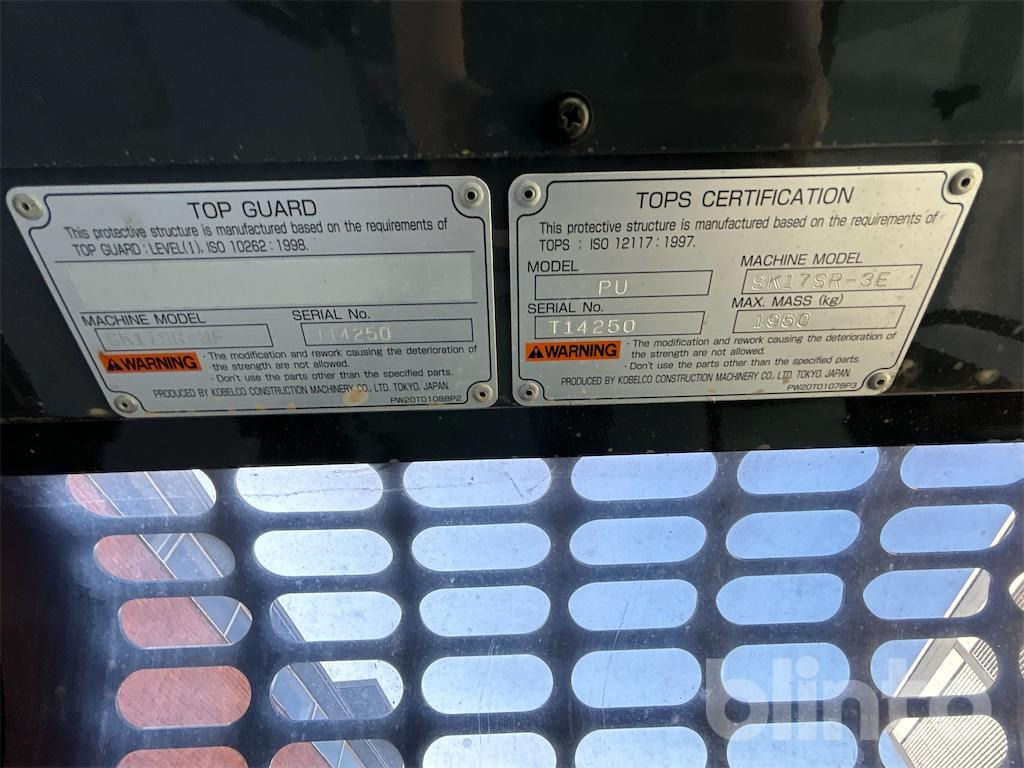 TOP GUARD
This protective structure is manufactured based on the requirements of
TOP GUARD : LEVEL(1), ISO 10262 : 1998.
MACHINE MODEL SERIAL No.
T14250
WARNING
· The modification and rework causing the deterioration of
the strength are not allowed.
· Don't use the parts other than the specified parts.
PRODUCED BY KOBELCO CONSTRUCTION MACHINERY CO., LTD. TOKYO. JAPAN.
PW20T01088P2
TOPS CERTIFICATION
This protective structure is manufactured based on the requirements of
TOPS : ISO 12117 : 1997.
MODEL MACHINE MODEL
PU SK17SR-3E
SERIAL No. MAX. MASS (kg)
T14250 1950
WARNING
· The modification and rework causing the deterioration of
the strength are not allowed.
· Don't use the parts other than the specified parts.
PRODUCED BY KOBELCO CONSTRUCTION MACHINERY CO., LTD. TOKYO. JAPAN.
PW20T01078P3
blinto